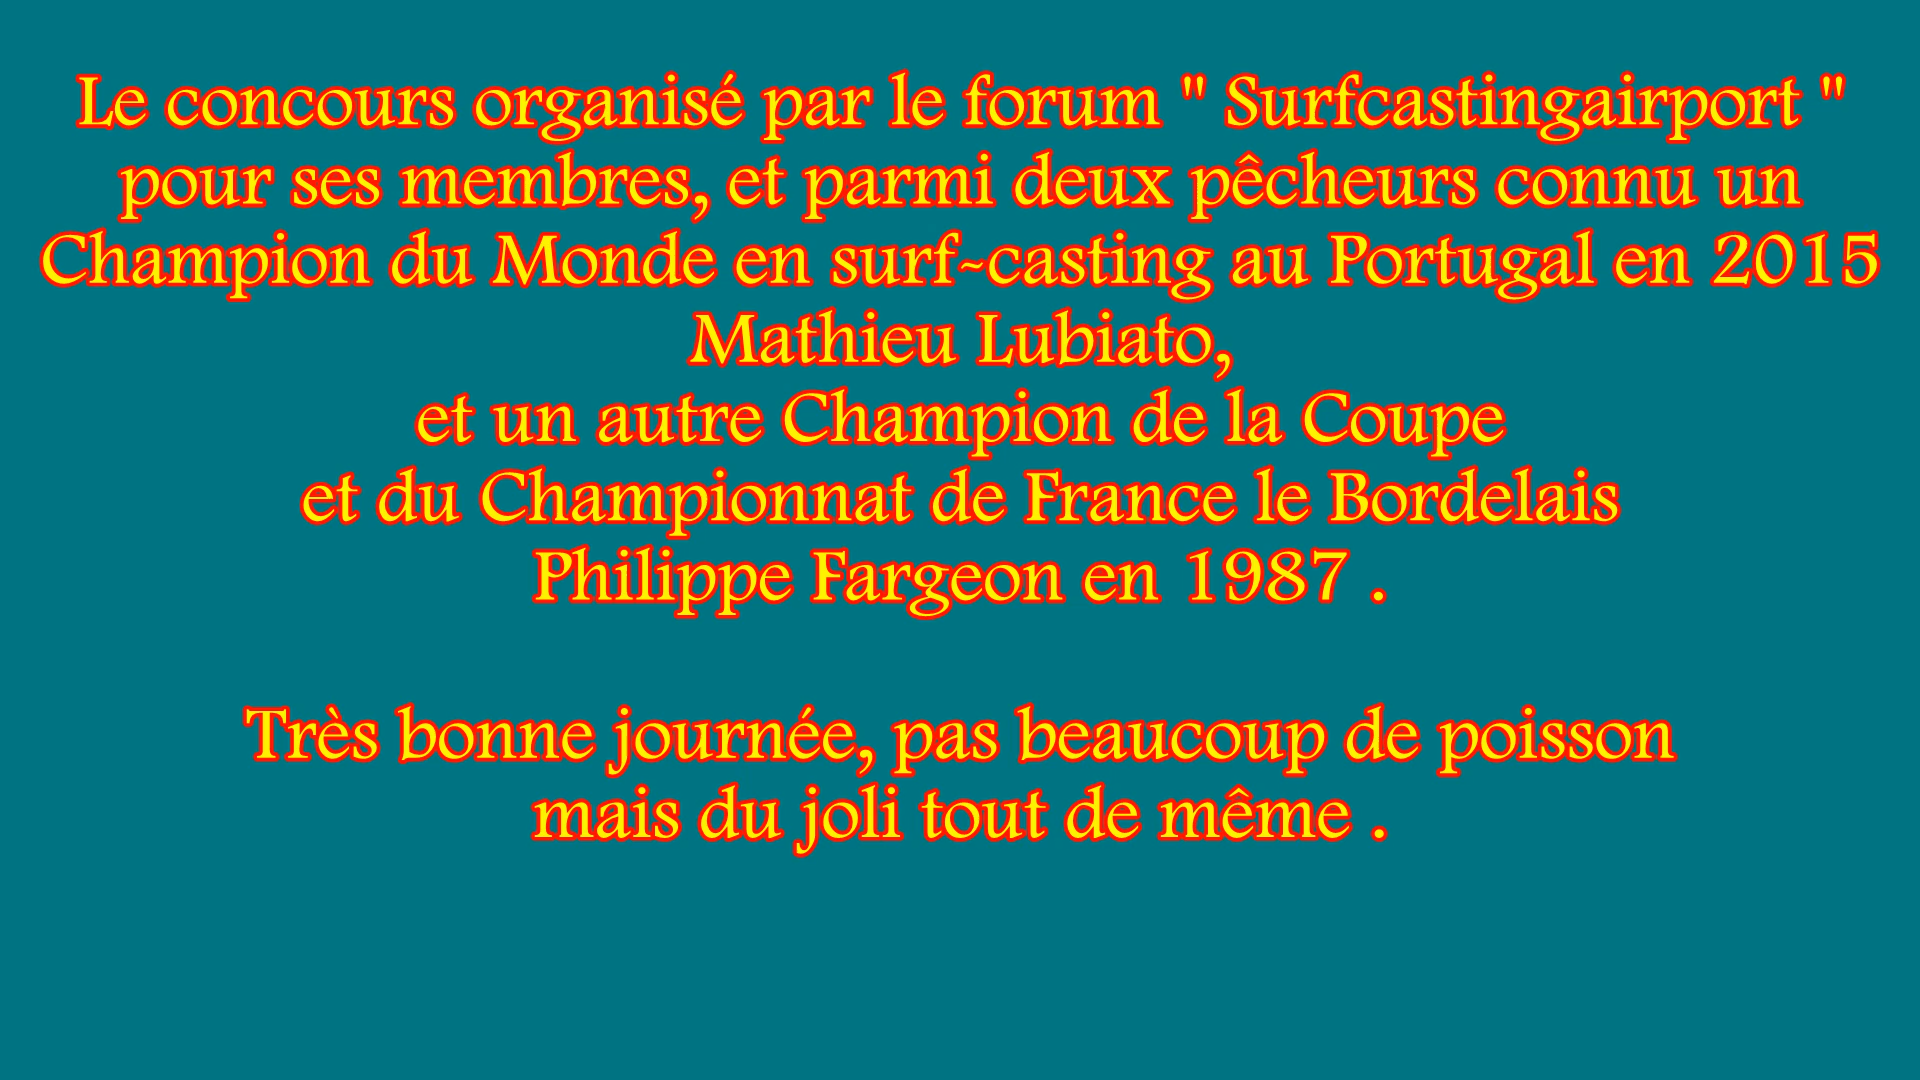 Le concours organisé par le forum " Surfcastingairport "
pour ses membres, et parmi deux pêcheurs connu un
Champion du Monde en surf-casting au Portugal en 2015
Mathieu Lubiato,
et un autre Champion de la Coupe
et du Championnat de France le Bordelais
Philippe Fargeon en 1987 .
Très bonne journée, pas beaucoup de poisson
mais du joli tout de même .